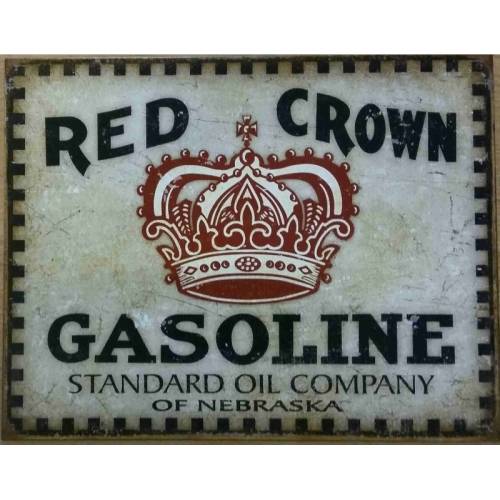 RED CROWN
GASOLINE
STANDARD OIL COMPANY
OF NEBRASKA